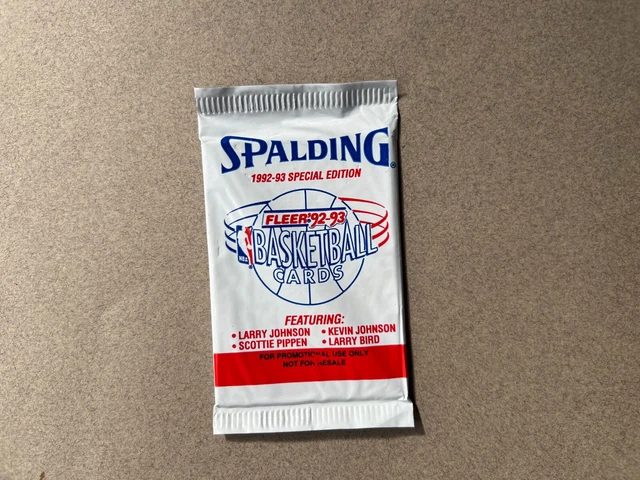 SPALDING®
1992-93 SPECIAL EDITION
FLEER '92-93
NBA
BASKETBALL
CARDS
FEATURING:
• LARRY JOHNSON • KEVIN JOHNSON
• SCOTTIE PIPPEN • LARRY BIRD
FOR PROMOTIONAL USE ONLY
NOT FOR RESALE